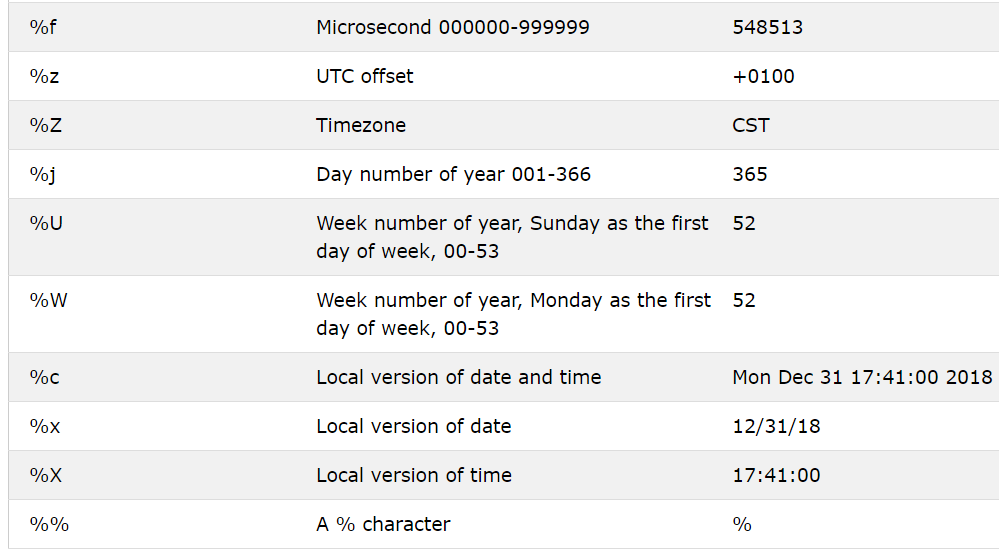 %f Microsecond 000000-999999 548513
%z UTC offset +0100
%Z Timezone CST
%j Day number of year 001-366 365
%U Week number of year, Sunday as the first 52
day of week, 00-53
%W Week number of year, Monday as the first 52
day of week, 00-53
%c Local version of date and time Mon Dec 31 17:41:00 2018
%x Local version of date 12/31/18
%X Local version of time 17:41:00
%% A % character %